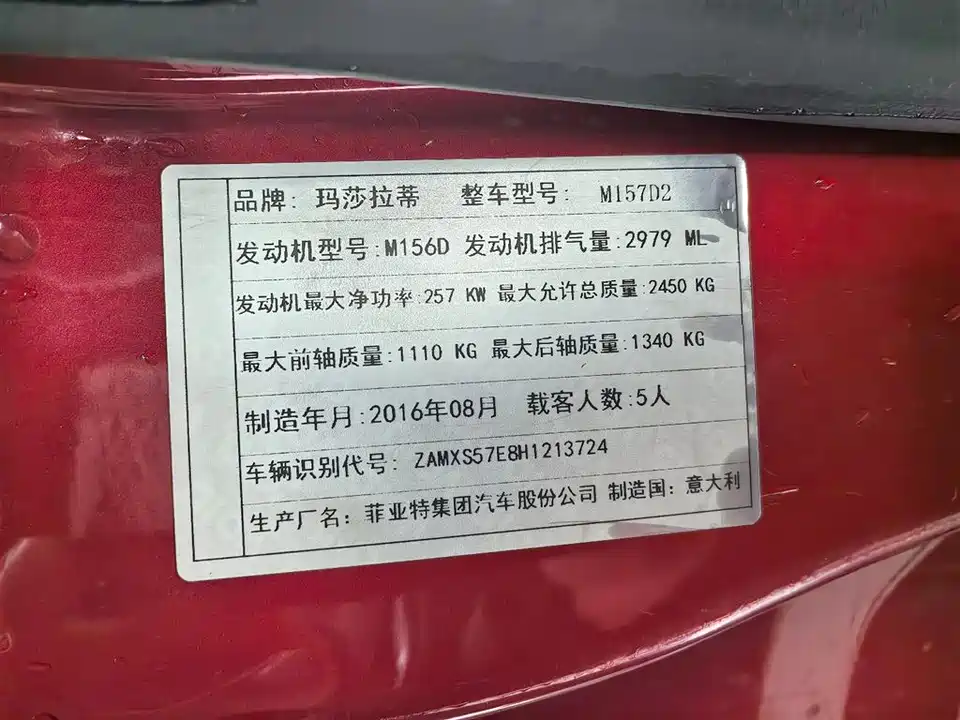 品牌: 玛莎拉蒂 整车型号: M157D2
发动机型号:M156D 发动机排气量:2979 ML
发动机最大净功率:257 KW 最大允许总质量:2450 KG
最大前轴质量:1110 KG 最大后轴质量:1340 KG
制造年月:2016年08月 载客人数:5人
车辆识别代号: ZAMXS57E8H1213724
生产厂名: 菲亚特集团汽车股份公司 制造国: 意大利